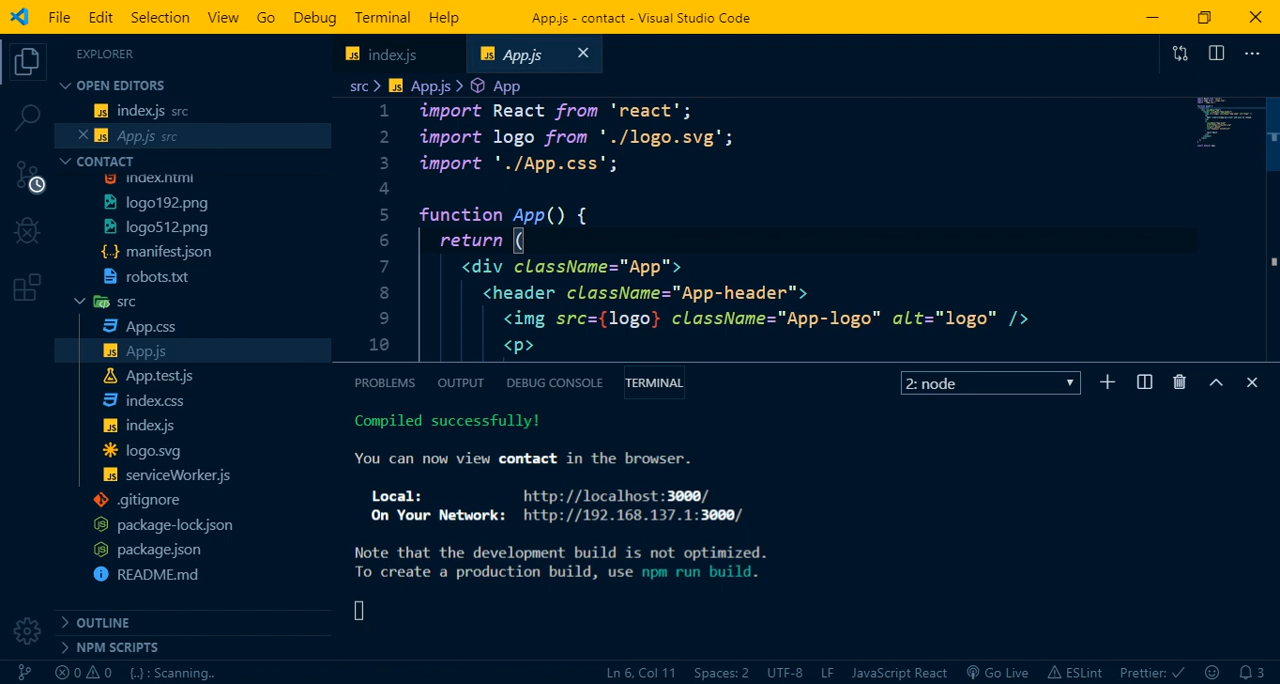 File Edit Selection View Go Debug Terminal Help
App.js - contact - Visual Studio Code
EXPLORER
OPEN EDITORS
index.js src
App.js src
CONTACT
index.html
logo192.png
logo512.png
manifest.json
robots.txt
src
App.css
App.js
App.test.js
index.css
index.js
logo.svg
serviceWorker.js
.gitignore
package-lock.json
package.json
README.md
OUTLINE
NPM SCRIPTS
index.js
App.js
src > App.js > App
1 import React from 'react';
2 import logo from './logo.svg';
3 import './App.css';
4
5 function App() {
6 return (
7 <div className="App">
8 <header className="App-header">
9 <img src={logo} className="App-logo" alt="logo" />
10 <p>
PROBLEMS OUTPUT DEBUG CONSOLE TERMINAL
2: node
Compiled successfully!
You can now view contact in the browser.
Local: http://localhost:3000/
On Your Network: http://192.168.137.1:3000/
Note that the development build is not optimized.
To create a production build, use npm run build.
0 0 {..} : Scanning..
Ln 6, Col 11 Spaces: 2 UTF-8 LF JavaScript React Go Live ESLint Prettier: ✓ 3